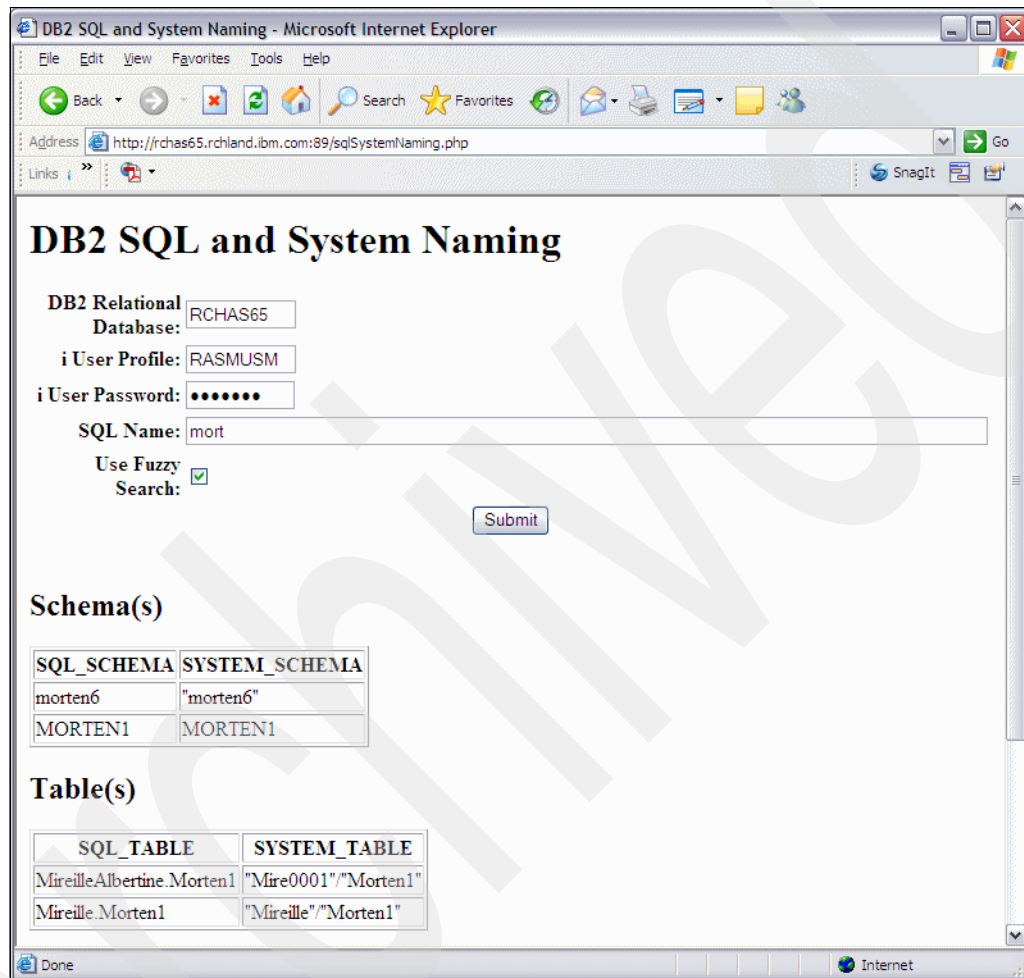 DB2 SQL and System Naming - Microsoft Internet Explorer
File Edit View Favorites Tools Help
Back Search Favorites
Address http://rchas65.rchland.ibm.com:89/sqlSystemNaming.php Go
Links » SnagIt
DB2 SQL and System Naming
DB2 Relational
Database: RCHAS65
i User Profile: RASMUSM
i User Password: •••••••
SQL Name: mort
Use Fuzzy
Search:
Submit
Schema(s)
SQL_SCHEMA SYSTEM_SCHEMA
morten6 "morten6"
MORTEN1 MORTEN1
Table(s)
SQL_TABLE SYSTEM_TABLE
MireilleAlbertine.Morten1 "Mire0001"/"Morten1"
Mireille.Morten1 "Mireille"/"Morten1"
Done Internet